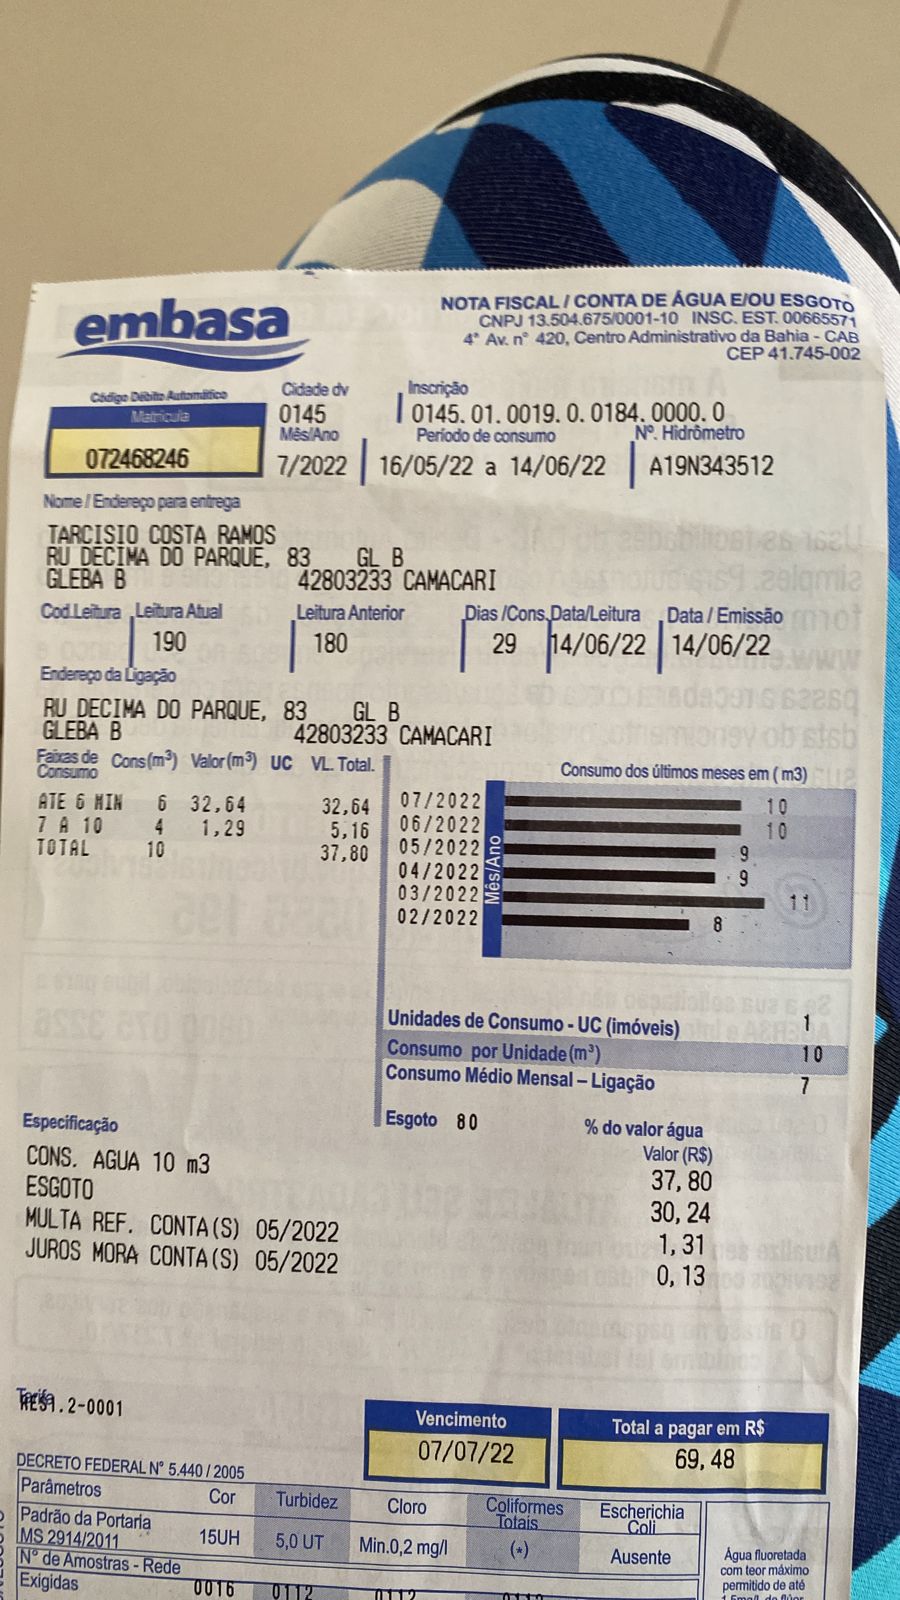 embasa
NOTA FISCAL / CONTA DE ÁGUA E/OU ESGOTO
CNPJ 13.504.675/0001-10 INSC. EST. 00665571
4ª Av. n° 420, Centro Administrativo da Bahia - CAB
CEP 41.745-002
Código Débito Automático
Matrícula
072468246
Cidade dv
0145
Inscrição
0145.01.0019.0.0184.0000.0
Mês/Ano
7/2022
Período de consumo
16/05/22 a 14/06/22
Nº. Hidrômetro
A19N343512
Nome / Endereço para entrega
TARCISIO COSTA RAMOS
RU DECIMA DO PARQUE, 83 GL B
GLEBA B 42803233 CAMACARI
Cod.Leitura Leitura Atual Leitura Anterior Dias /Cons. Data/Leitura Data / Emissão
190 180 29 14/06/22 14/06/22
Endereço da Ligação
RU DECIMA DO PARQUE, 83 GL B
GLEBA B 42803233 CAMACARI
Faixas de Consumo Cons(m³) Valor(m³) UC VL. Total.
ATE 6 MIN 6 32,64 32,64
7 A 10 4 1,29 5,16
TOTAL 10 37,80
Consumo dos últimos meses em ( m3)
Mês/Ano
07/2022 10
06/2022 10
05/2022 9
04/2022 9
03/2022 11
02/2022 8
Unidades de Consumo - UC (imóveis) 1
Consumo por Unidade(m³) 10
Consumo Médio Mensal – Ligação 7
Esgoto 80 % do valor água
Especificação Valor (R$)
CONS. AGUA 10 m3 37,80
ESGOTO 30,24
MULTA REF. CONTA(S) 05/2022 1,31
JUROS MORA CONTA(S) 05/2022 0,13
Tarifa
RES1.2-0001
Vencimento
07/07/22
Total a pagar em R$
69,48
DECRETO FEDERAL N° 5.440 / 2005
Parâmetros Cor Turbidez Cloro Coliformes Totais Escherichia Coli
Padrão da Portaria
MS 2914/2011 15UH 5,0 UT Min.0,2 mg/l (*) Ausente
N° de Amostras - Rede
Exigidas 0016 0112 0112
Água fluoretada
com teor máximo
permitido de até